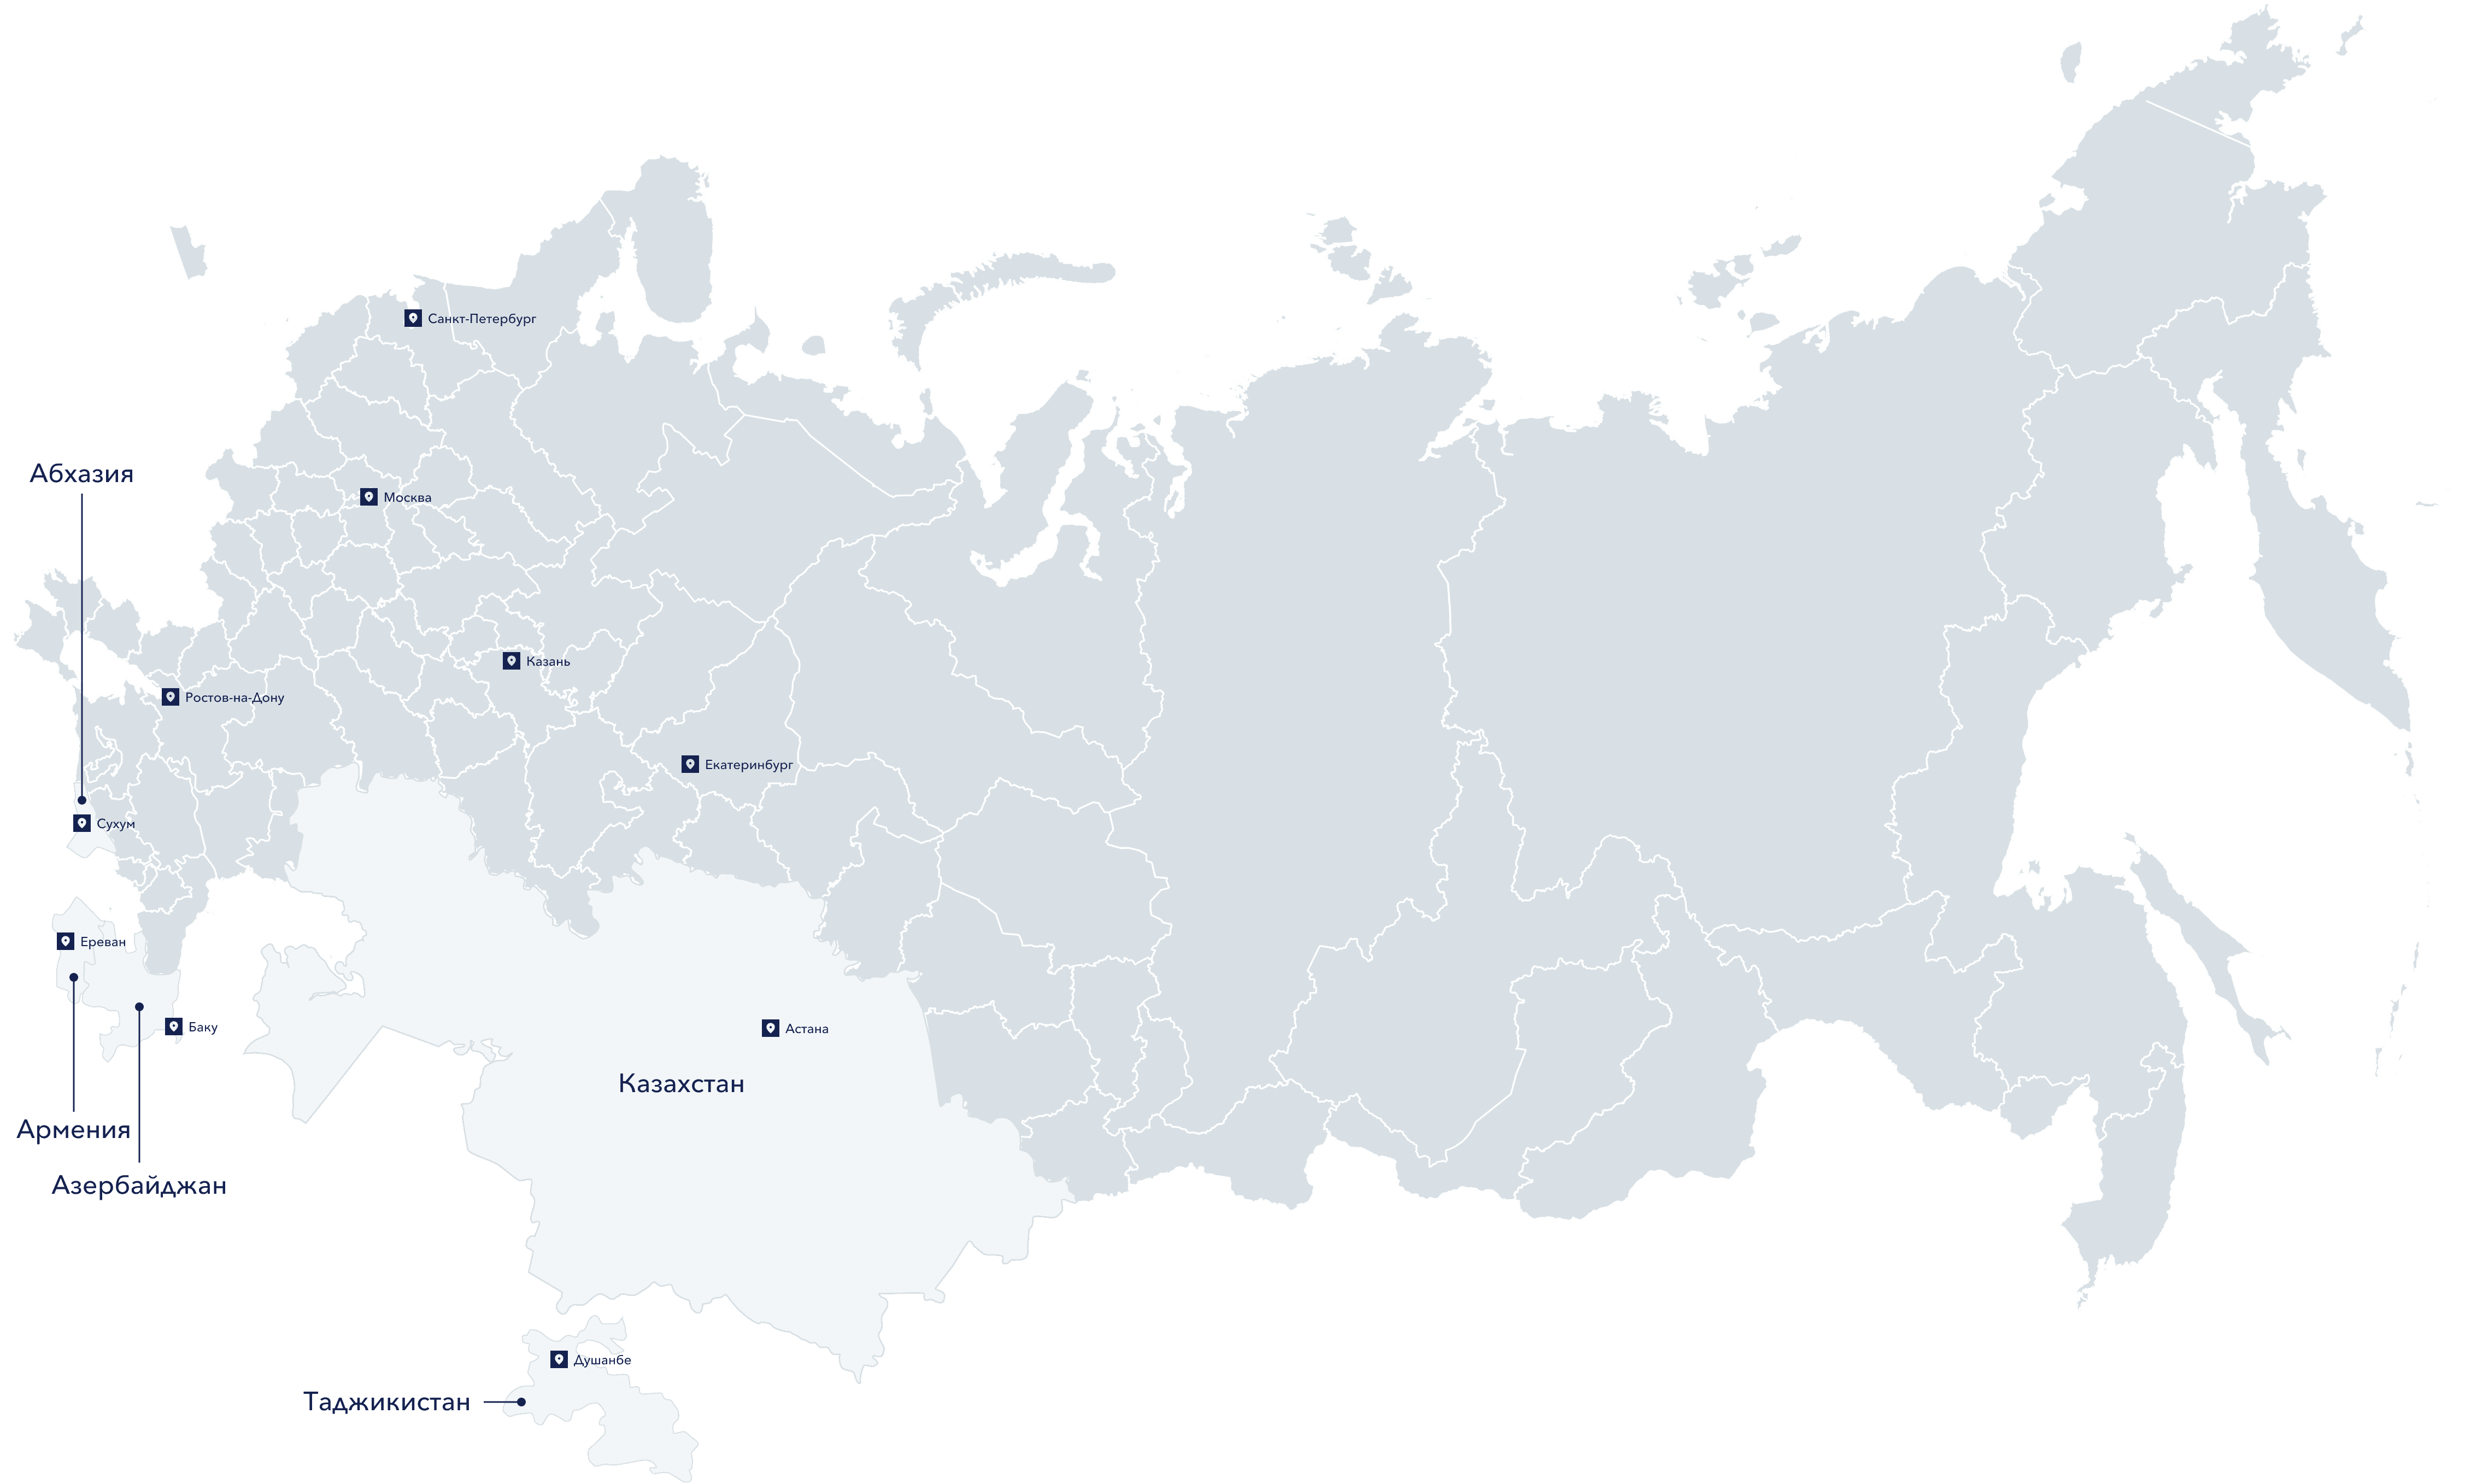 Санкт-Петербург
Абхазия
Москва
Казань
Ростов-на-Дону
Екатеринбург
Сухум
Ереван
Баку
Астана
Казахстан
Армения
Азербайджан
Душанбе
Таджикистан